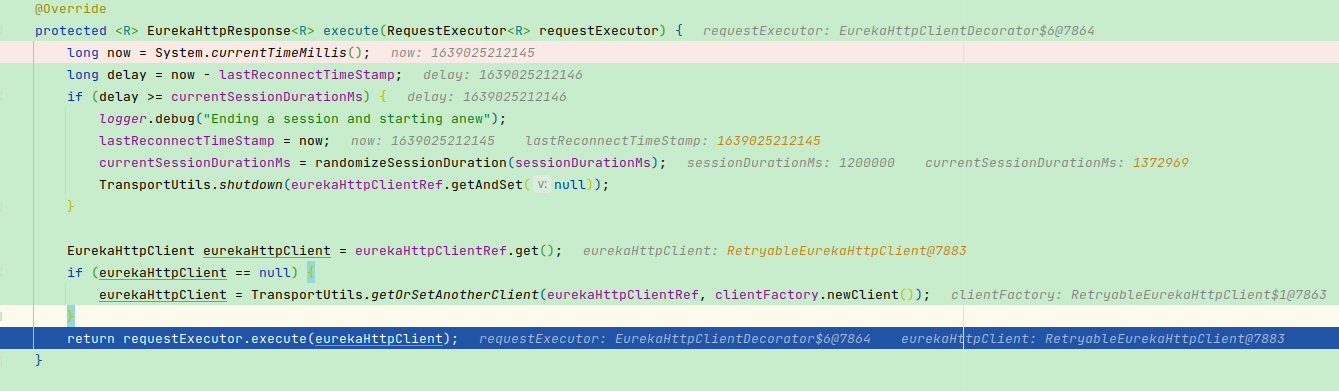 @Override
protected <R> EurekaHttpResponse<R> execute(RequestExecutor<R> requestExecutor) { requestExecutor: EurekaHttpClientDecorator$6@7864
long now = System.currentTimeMillis(); now: 1639025212145
long delay = now - lastReconnectTimeStamp; delay: 1639025212146
if (delay >= currentSessionDurationMs) { delay: 1639025212146
logger.debug("Ending a session and starting anew");
lastReconnectTimeStamp = now; now: 1639025212145 lastReconnectTimeStamp: 1639025212145
currentSessionDurationMs = randomizeSessionDuration(sessionDurationMs); sessionDurationMs: 1200000 currentSessionDurationMs: 1372969
TransportUtils.shutdown(eurekaHttpClientRef.getAndSet( V: null));
}
EurekaHttpClient eurekaHttpClient = eurekaHttpClientRef.get(); eurekaHttpClient: RetryableEurekaHttpClient@7883
if (eurekaHttpClient == null) {
eurekaHttpClient = TransportUtils.getOrSetAnotherClient(eurekaHttpClientRef, clientFactory.newClient()); clientFactory: RetryableEurekaHttpClient$1@7863
}
return requestExecutor.execute(eurekaHttpClient); requestExecutor: EurekaHttpClientDecorator$6@7864 eurekaHttpClient: RetryableEurekaHttpClient@7883
}